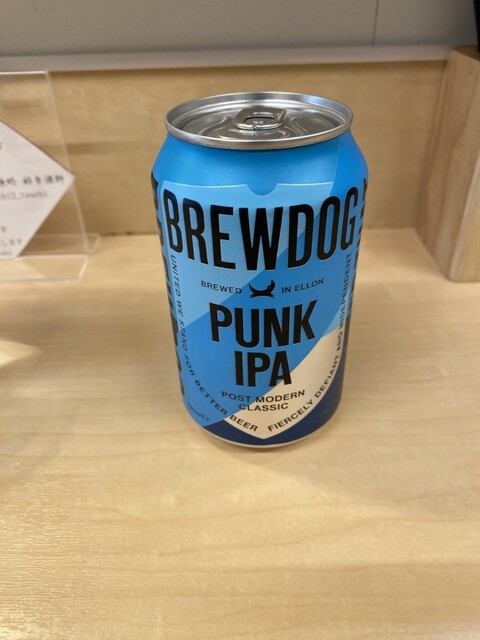 BREWDOG
BREWED IN ELLON
PUNK
IPA
POST MODERN
CLASSIC
UNITED WE STAND FOR BETTER BEER
FIERCELY DEFIANT AND INDEPENDENT